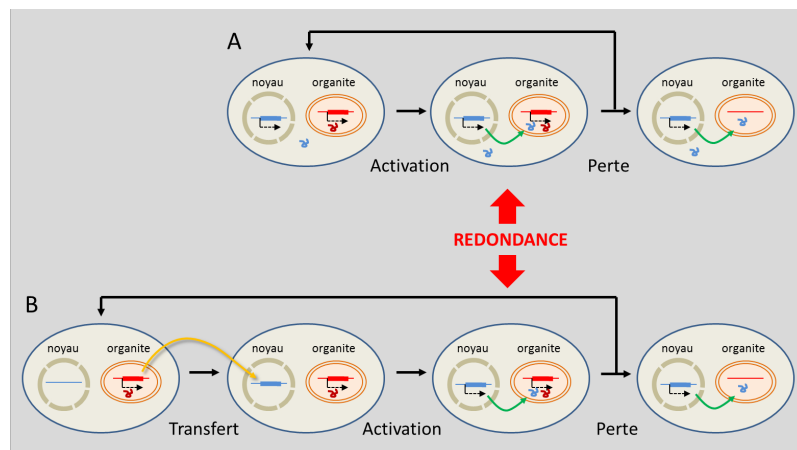 A
noyau organite
noyau organite
noyau organite
Activation
Perte
REDONDANCE
B
noyau organite
noyau organite
noyau organite
noyau organite
Transfert
Activation
Perte